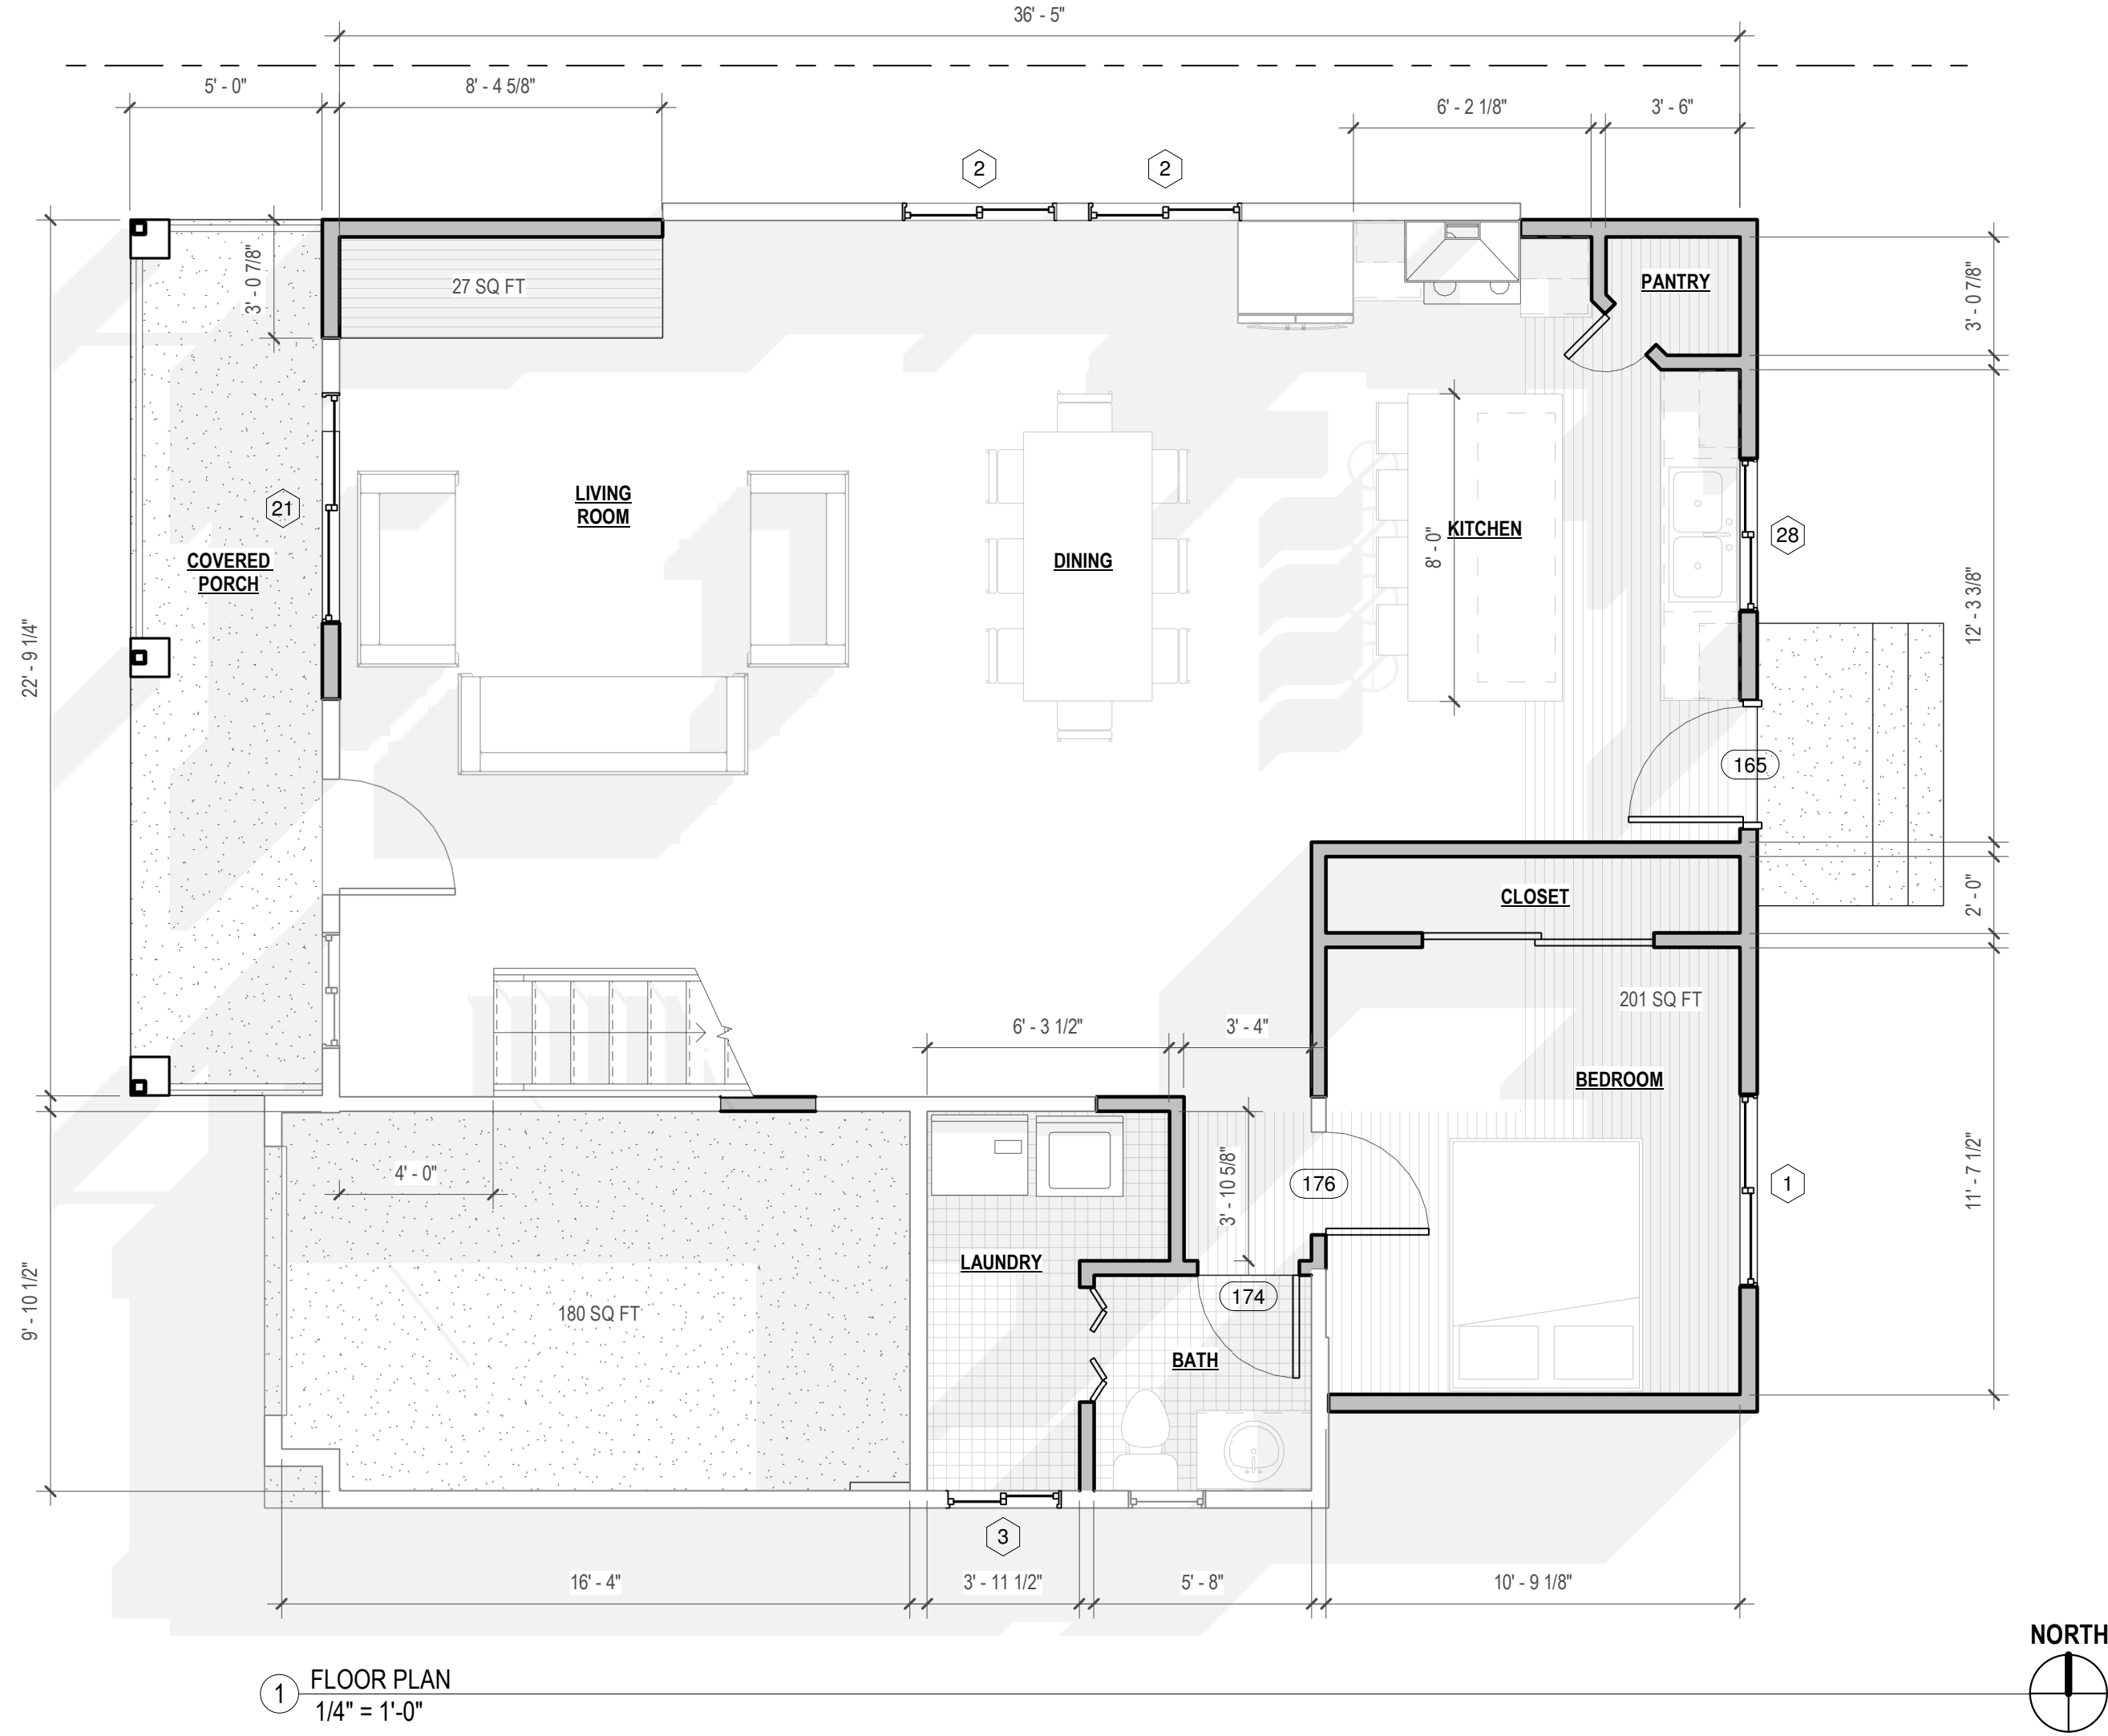 36' - 5"
5' - 0"
8' - 4 5/8"
6' - 2 1/8"
3' - 6"
2
2
3' - 0 7/8"
27 SQ FT
PANTRY
3' - 0 7/8"
21
LIVING
ROOM
COVERED
PORCH
DINING
8' - 0"
KITCHEN
28
12' - 3 3/8"
22' - 9 1/4"
165
CLOSET
2' - 0"
201 SQ FT
6' - 3 1/2"
3' - 4"
BEDROOM
4' - 0"
3' - 10 5/8"
176
1
11' - 7 1/2"
LAUNDRY
174
9' - 10 1/2"
180 SQ FT
BATH
3
16' - 4"
3' - 11 1/2"
5' - 8"
10' - 9 1/8"
NORTH
1
FLOOR PLAN
1/4" = 1'-0"